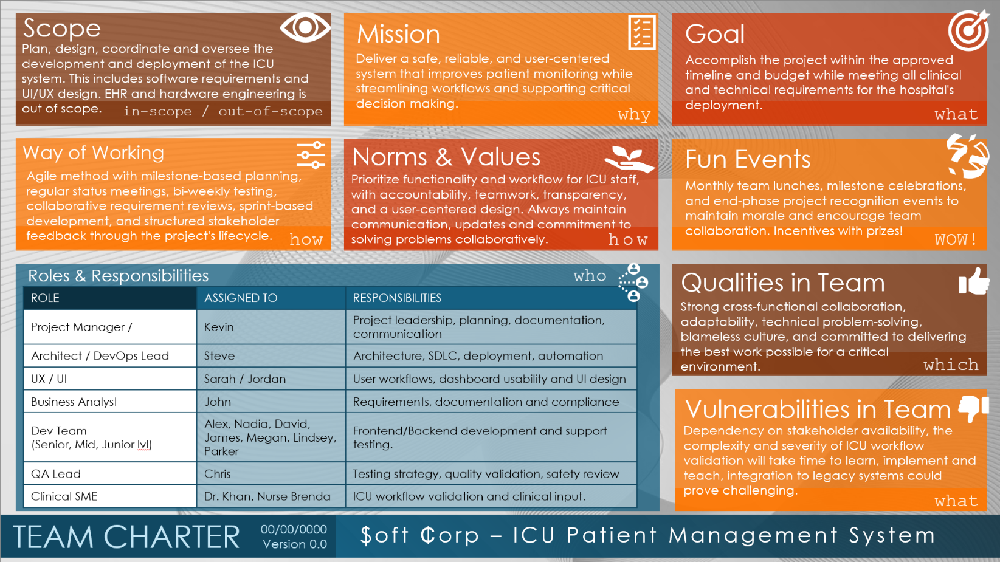 Scope
Plan, design, coordinate and oversee the
development and deployment of the ICU
system. This includes software requirements and
UI/UX design. EHR and hardware engineering is
out of scope.
in-scope / out-of-scope
Mission
Deliver a safe, reliable, and user-centered
system that improves patient monitoring while
streamlining workflows and supporting critical
decision making.
why
Goal
Accomplish the project within the approved
timeline and budget while meeting all clinical
and technical requirements for the hospital's
deployment.
what
Way of Working
Agile method with milestone-based planning,
regular status meetings, bi-weekly testing,
collaborative requirement reviews, sprint-based
development, and structured stakeholder
feedback through the project's lifecycle.
how
Norms & Values
Prioritize functionality and workflow for ICU staff,
with accountability, teamwork, transparency,
and a user-centered design. Always maintain
communication, updates and commitment to
solving problems collaboratively.
how
Fun Events
Monthly team lunches, milestone celebrations,
and end-phase project recognition events to
maintain morale and encourage team
collaboration. Incentives with prizes!
WOW!
Roles & Responsibilities
who
ROLE ASSIGNED TO RESPONSIBILITIES
Project Manager / Kevin Project leadership, planning, documentation,
communication
Architect / DevOps Lead Steve Architecture, SDLC, deployment, automation
UX / UI Sarah / Jordan User workflows, dashboard usability and UI design
Business Analyst John Requirements, documentation and compliance
Dev Team
(Senior, Mid, Junior lvl)
Alex, Nadia, David,
James, Megan, Lindsey,
Parker
Frontend/Backend development and support
testing.
QA Lead Chris Testing strategy, quality validation, safety review
Clinical SME Dr. Khan, Nurse Brenda ICU workflow validation and clinical input.
Qualities in Team
Strong cross-functional collaboration,
adaptability, technical problem-solving,
blameless culture, and committed to delivering
the best work possible for a critical
environment.
which
Vulnerabilities in Team
Dependency on stakeholder availability, the
complexity and severity of ICU workflow
validation will take time to learn, implement and
teach, integration to legacy systems could
prove challenging.
what
TEAM CHARTER
00/00/0000
Version 0.0
$oft ₵orp – ICU Patient Management System